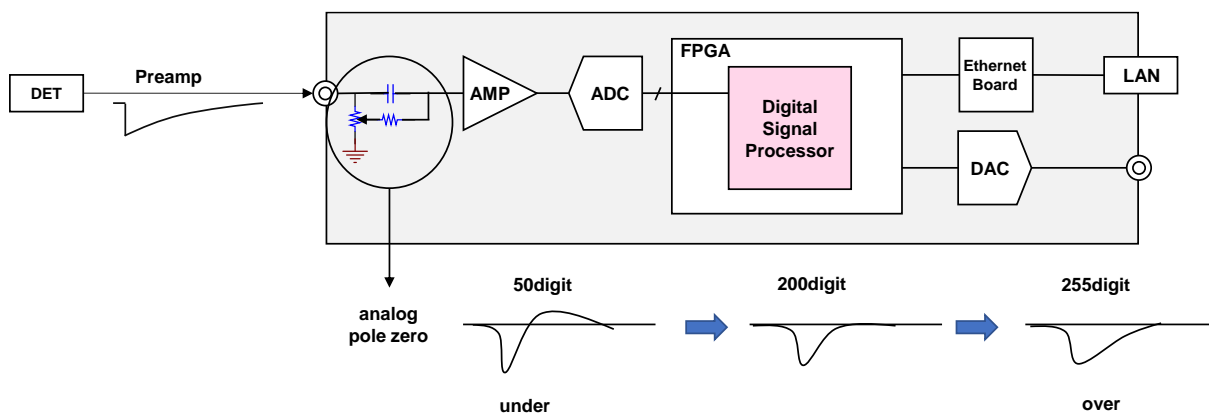 FPGA
Preamp
Ethernet
Board
LAN
DET
AMP
ADC
Digital
Signal
Processor
DAC
50digit
200digit
255digit
analog
pole zero
under
over